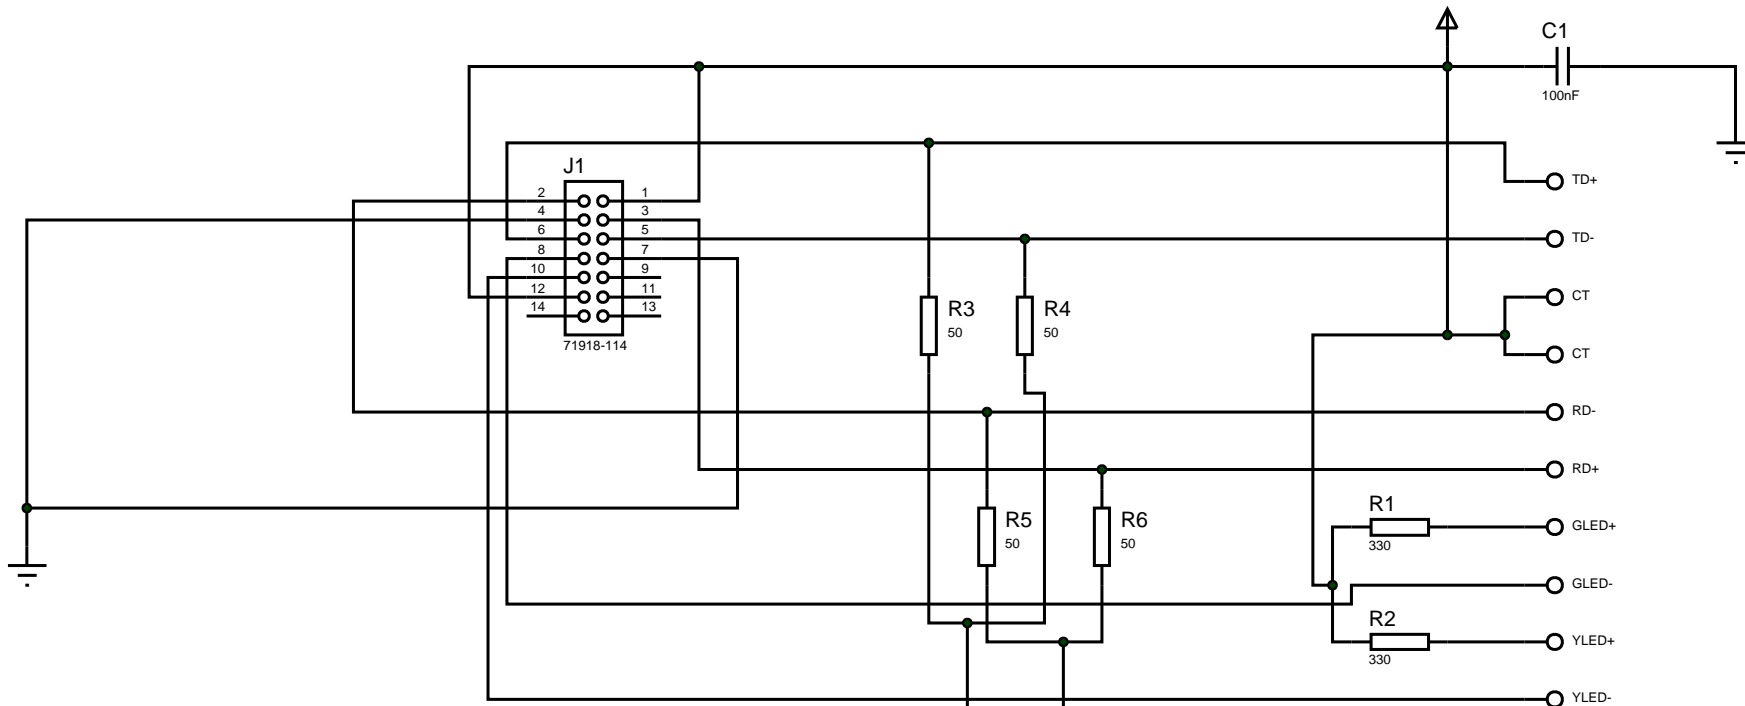 C1
100nF
TD+
J1
2 1
4 3
6 5
8 7
10 9
12 11
14 13
71918-114
TD-
CT
R3
50
R4
50
CT
RD-
RD+
R1
330
GLED+
R5
50
R6
50
GLED-
R2
330
YLED+
YLED-